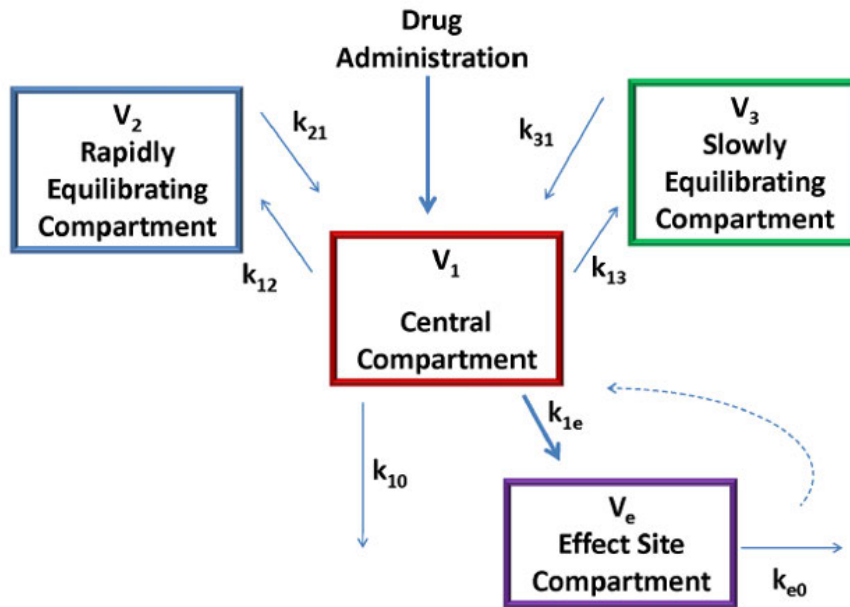 Drug
Administration
V₂
Rapidly
Equilibrating
Compartment
k₂₁
k₁₂
k₃₁
V₃
Slowly
Equilibrating
Compartment
k₁₃
V₁
Central
Compartment
k₁₀
k₁ₑ
Vₑ
Effect Site
Compartment
kₑ₀